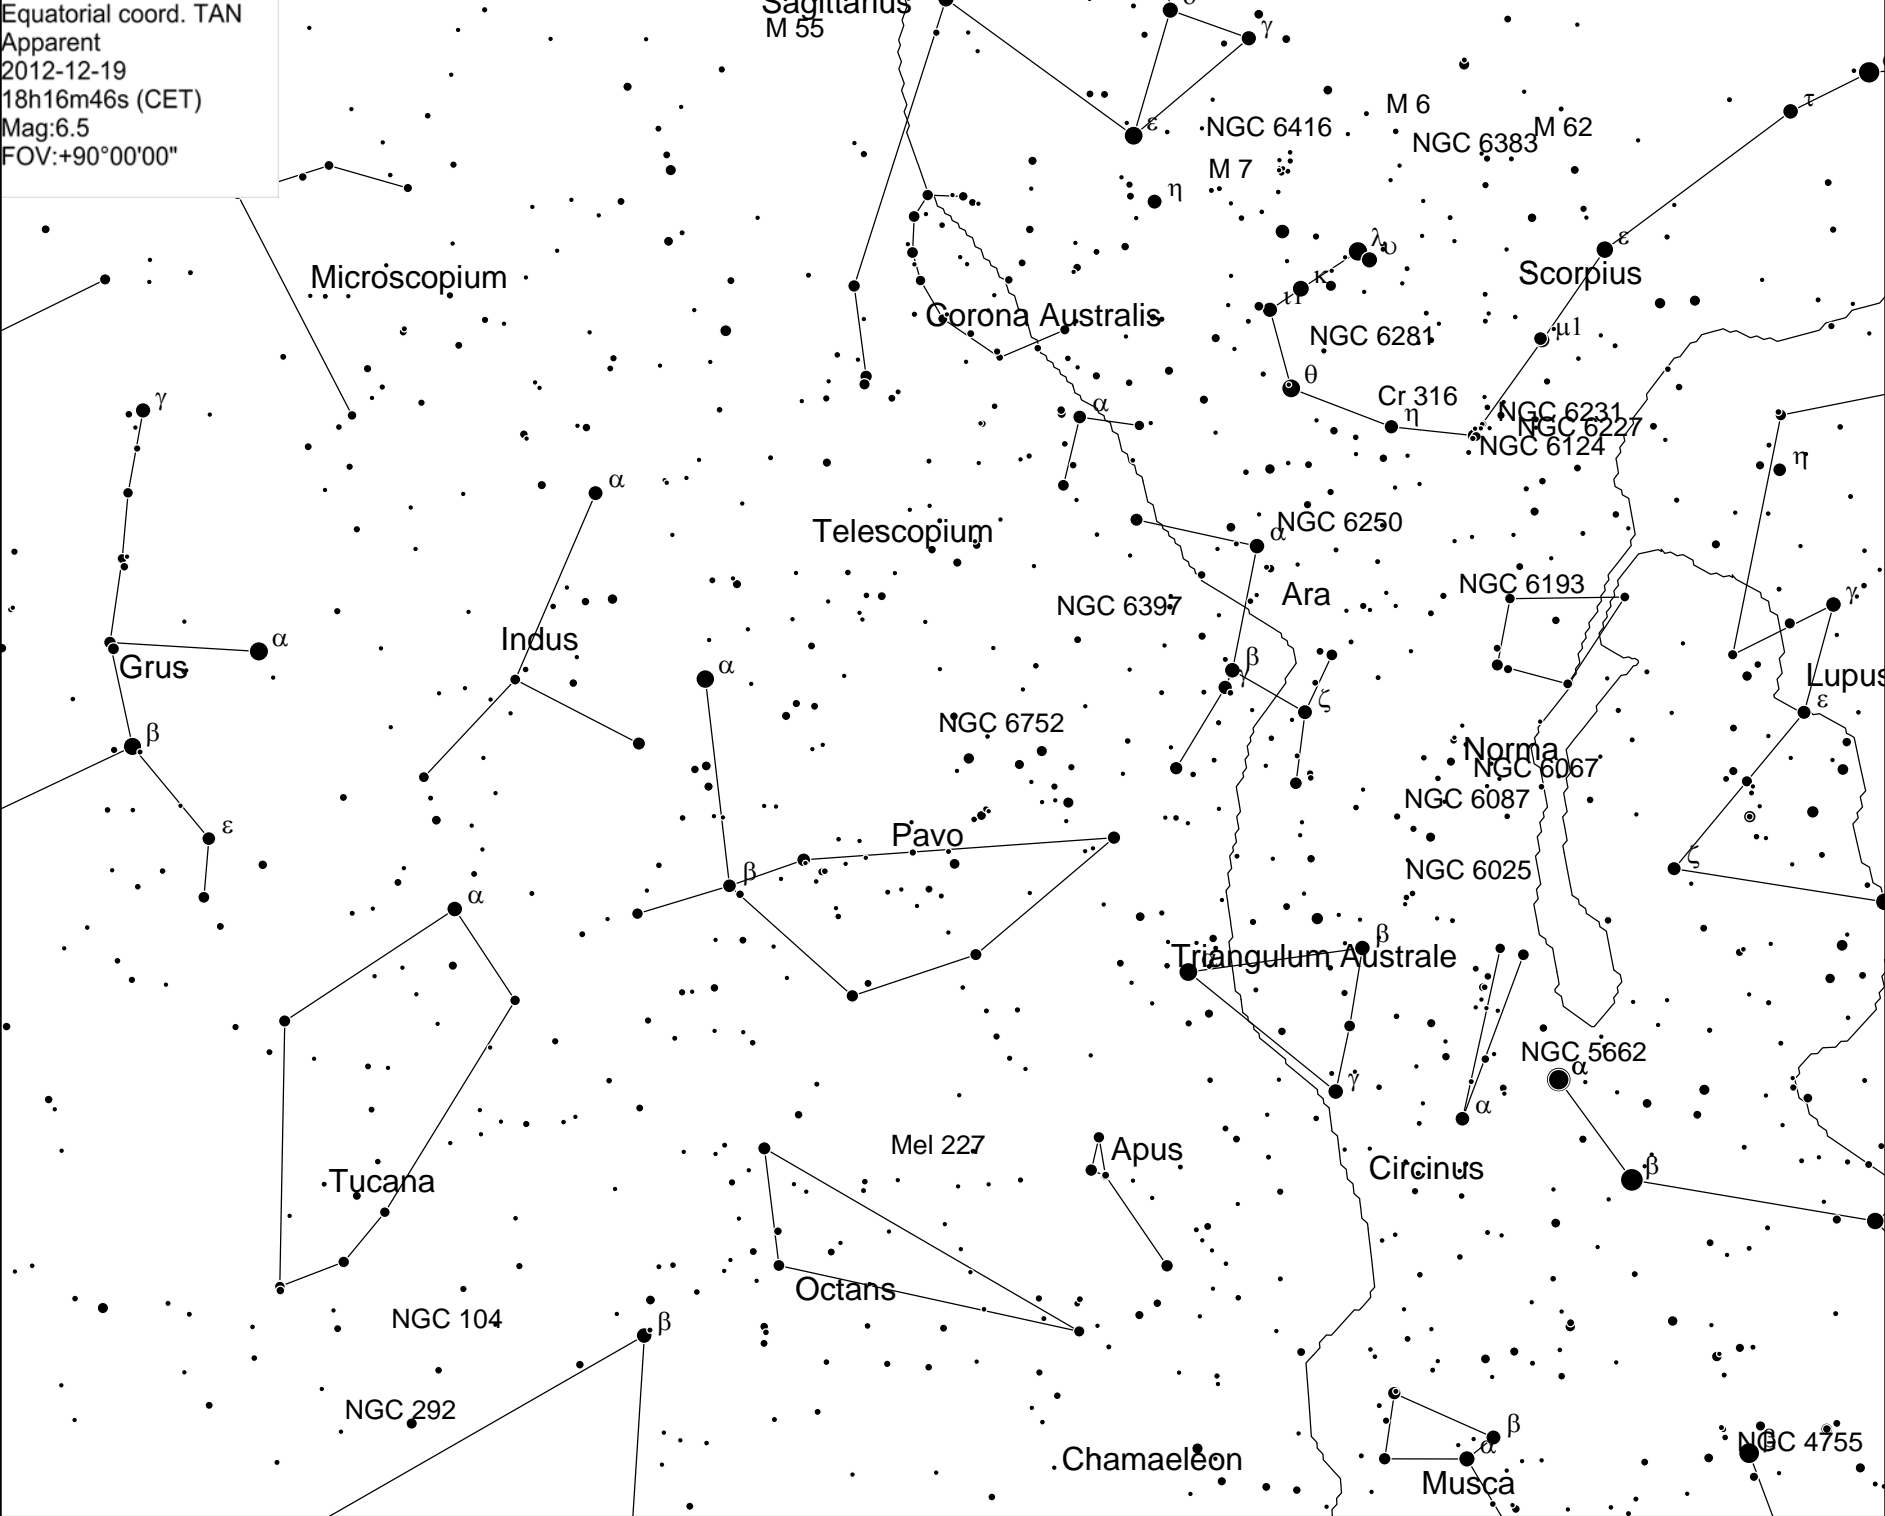 Equatorial coord. TAN
Apparent
2012-12-19
18h16m46s (CET)
Mag:6.5
FOV:+90°00'00"
Sagittarius
M 55
γ
ε
NGC 6416
M 6
NGC 6383
M 62
τ
M 7
η
λ
υ
ε
Scorpius
Microscopium
κ
ι1
Corona Australis
μ1
NGC 6281
θ
Cr 316
η
NGC 6231
NGC 6227
NGC 6124
γ
α
η
α
Telescopium
NGC 6250
α
NGC 6193
Ara
NGC 6397
γ
Indus
α
Grus
β
γ
α
Lupus
ε
ζ
NGC 6752
β
Norma
NGC 6067
NGC 6087
ε
Pavo
β
ζ
NGC 6025
α
β
Triangulum Australe
NGC 5662
α
γ
α
Mel 227
Apus
Circinus
β
Tucana
Octans
NGC 104
β
NGC 292
β
α
β
NGC 4755
Chamaeleon
Musca